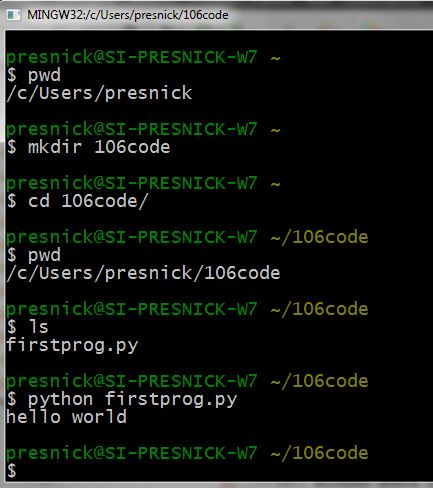 MINGW32:/c/Users/presnick/106code
presnick@SI-PRESNICK-W7 ~
$ pwd
/c/Users/presnick
presnick@SI-PRESNICK-W7 ~
$ mkdir 106code
presnick@SI-PRESNICK-W7 ~
$ cd 106code/
presnick@SI-PRESNICK-W7 ~/106code
$ pwd
/c/Users/presnick/106code
presnick@SI-PRESNICK-W7 ~/106code
$ ls
firstprog.py
presnick@SI-PRESNICK-W7 ~/106code
$ python firstprog.py
hello world
presnick@SI-PRESNICK-W7 ~/106code
$